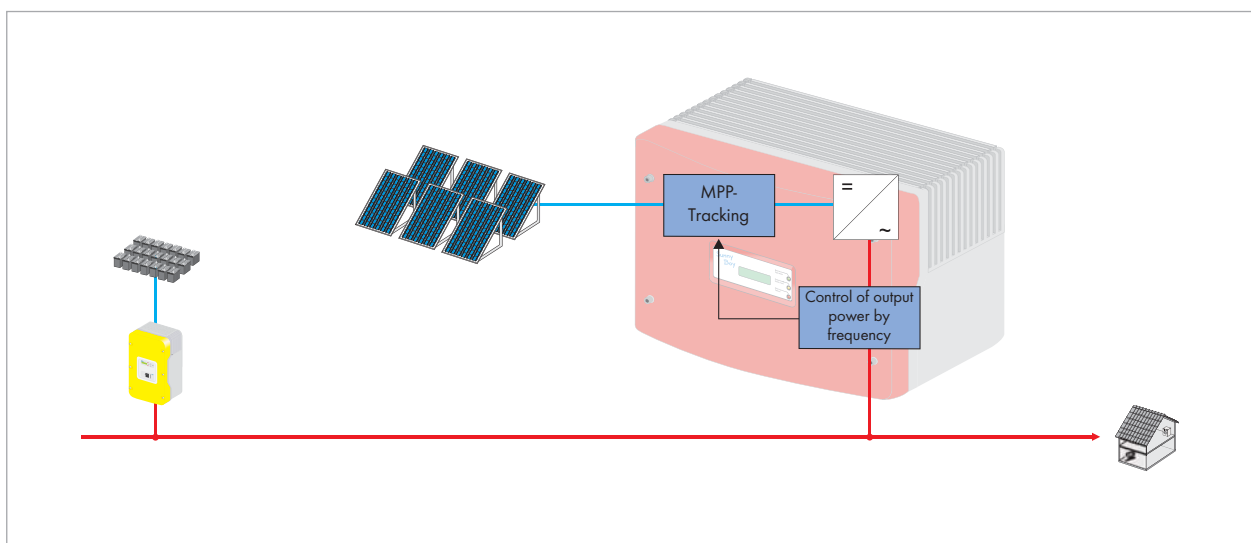 MPP-
Tracking
=
~
Control of output
power by
frequency